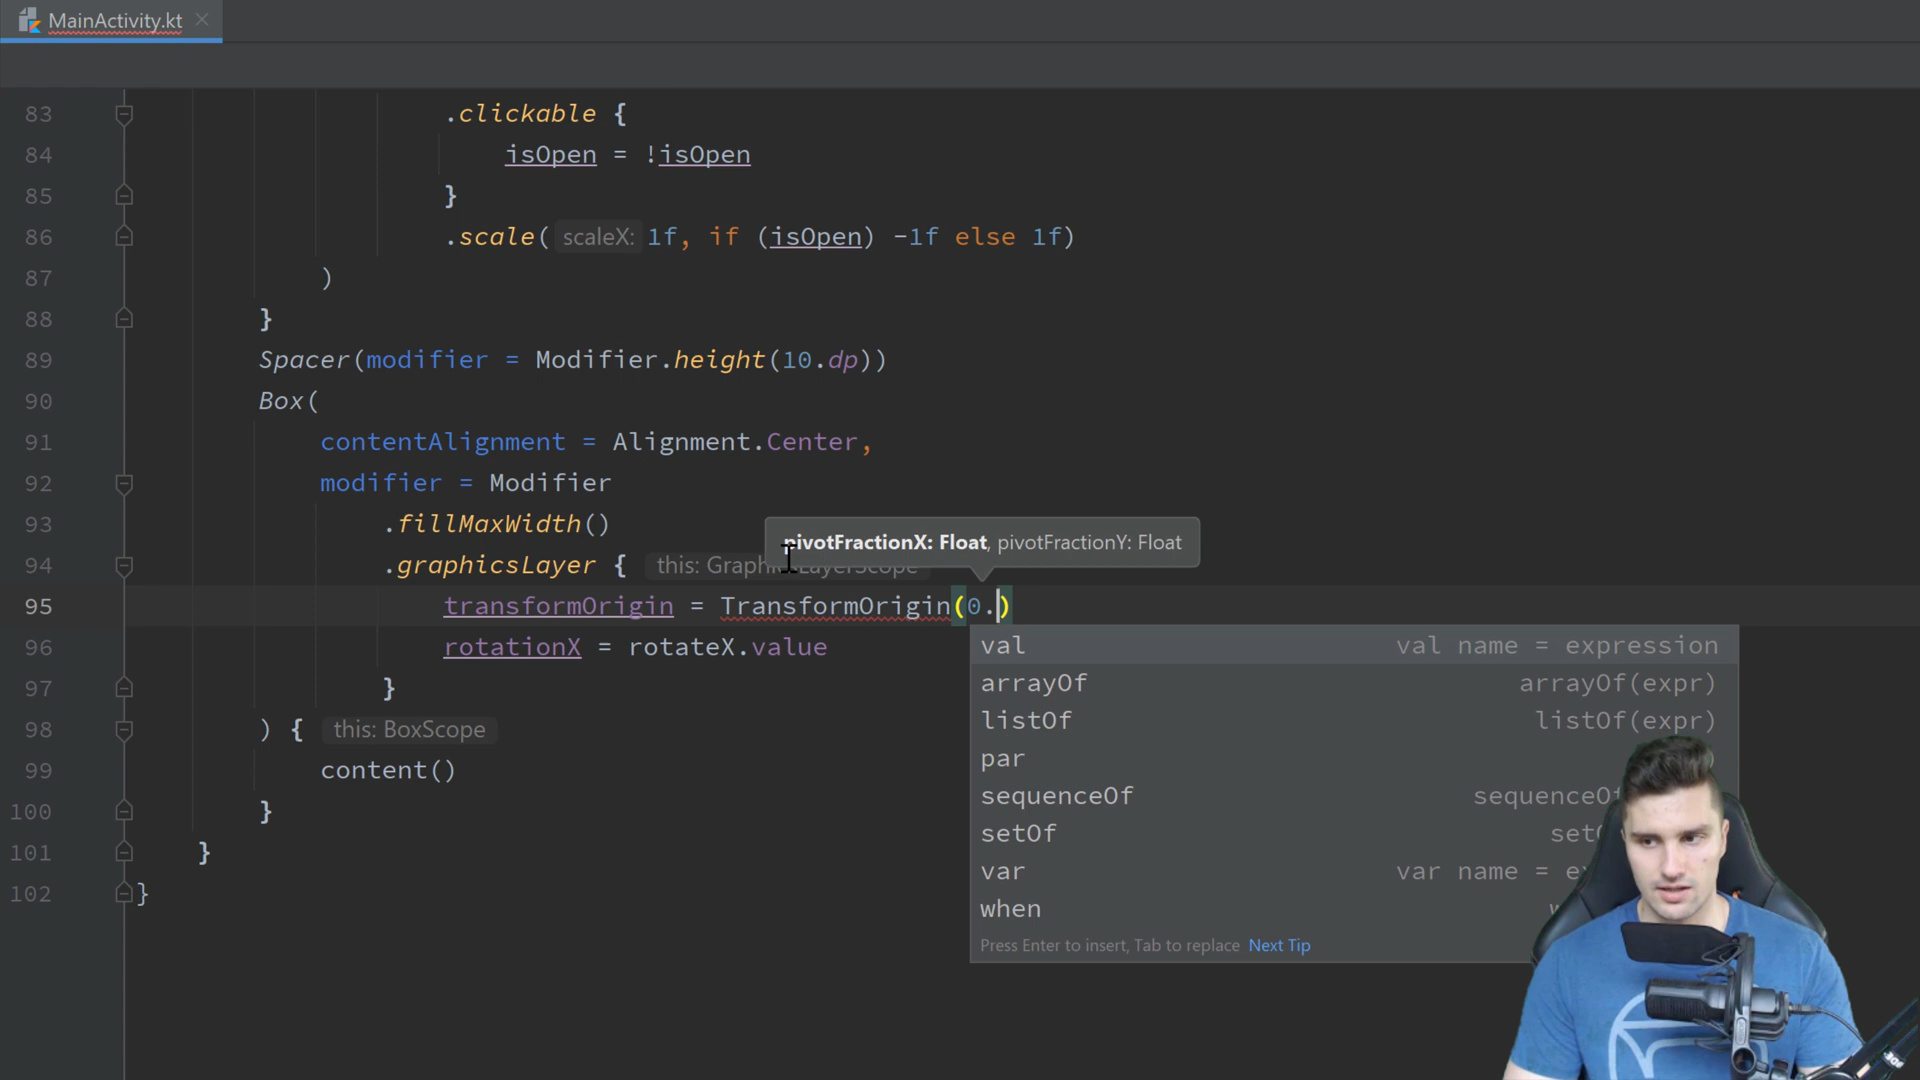 MainActivity.kt
83 .clickable {
84 isOpen = !isOpen
85 }
86 .scale( scaleX: 1f, if (isOpen) -1f else 1f)
87 )
88 }
89 Spacer(modifier = Modifier.height(10.dp))
90 Box(
91 contentAlignment = Alignment.Center,
92 modifier = Modifier
93 .fillMaxWidth()
pivotFractionX: Float, pivotFractionY: Float
94 .graphicsLayer { this: GraphicsLayerScope
95 transformOrigin = TransformOrigin(0.)
96 rotationX = rotateX.value
val val name = expression
arrayOf arrayOf(expr)
97 }
listOf listOf(expr)
98 ) { this: BoxScope
par
99 content()
sequenceOf
100 }
setOf
101 }
var var name =
102 }
when
Press Enter to insert, Tab to replace Next Tip